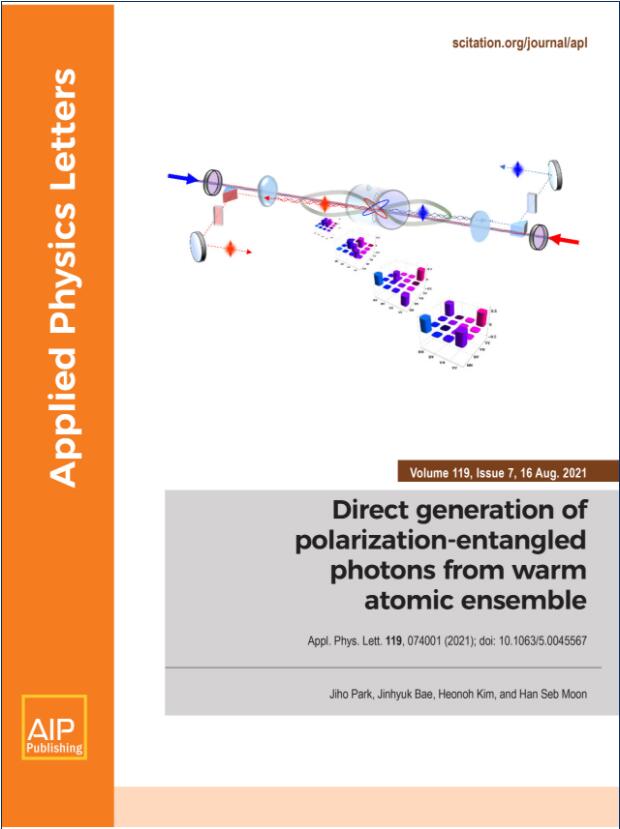 scitation.org/journal/apl
Applied Physics Letters
Volume 119, Issue 7, 16 Aug. 2021
Direct generation of
polarization-entangled
photons from warm
atomic ensemble
Appl. Phys. Lett. 119, 074001 (2021); doi: 10.1063/5.0045567
Jiho Park, Jinhyuk Bae, Heonoh Kim, and Han Seb Moon
AIP
Publishing